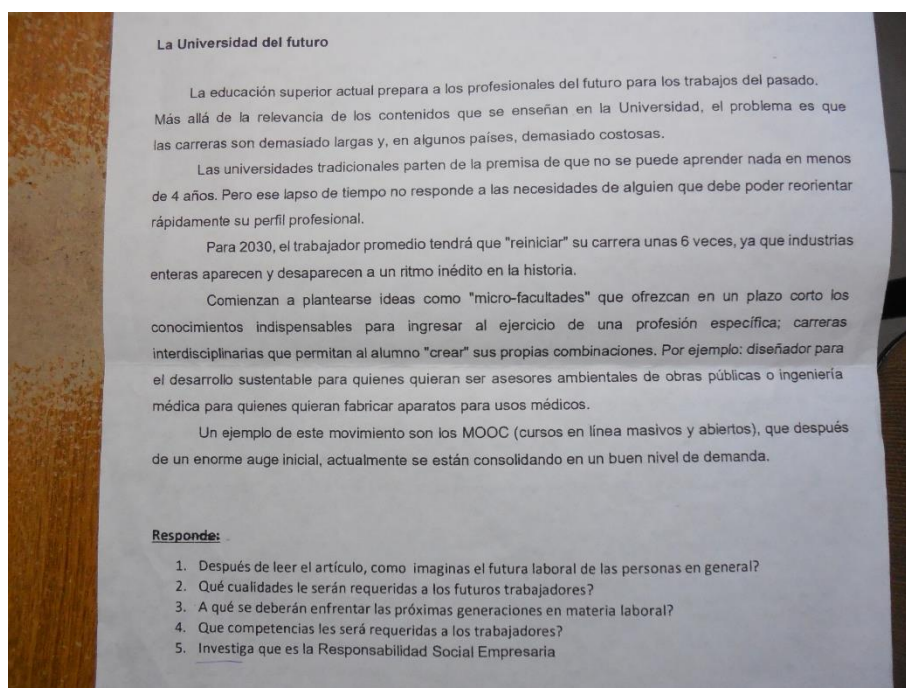 La Universidad del futuro
La educación superior actual prepara a los profesionales del futuro para los trabajos del pasado.
Más allá de la relevancia de los contenidos que se enseñan en la Universidad, el problema es que
las carreras son demasiado largas y, en algunos países, demasiado costosas.
Las universidades tradicionales parten de la premisa de que no se puede aprender nada en menos
de 4 años. Pero ese lapso de tiempo no responde a las necesidades de alguien que debe poder reorientar
rápidamente su perfil profesional.
Para 2030, el trabajador promedio tendrá que "reiniciar" su carrera unas 6 veces, ya que industrias
enteras aparecen y desaparecen a un ritmo inédito en la historia.
Comienzan a plantearse ideas como "micro-facultades" que ofrezcan en un plazo corto los
conocimientos indispensables para ingresar al ejercicio de una profesión específica; carreras
interdisciplinarias que permitan al alumno "crear" sus propias combinaciones. Por ejemplo: diseñador para
el desarrollo sustentable para quienes quieran ser asesores ambientales de obras públicas o ingeniería
médica para quienes quieran fabricar aparatos para usos médicos.
Un ejemplo de este movimiento son los MOOC (cursos en línea masivos y abiertos), que después
de un enorme auge inicial, actualmente se están consolidando en un buen nivel de demanda.
Responde:
1. Después de leer el artículo, como imaginas el futura laboral de las personas en general?
2. Qué cualidades le serán requeridas a los futuros trabajadores?
3. A qué se deberán enfrentar las próximas generaciones en materia laboral?
4. Que competencias les será requeridas a los trabajadores?
5. Investiga que es la Responsabilidad Social Empresaria